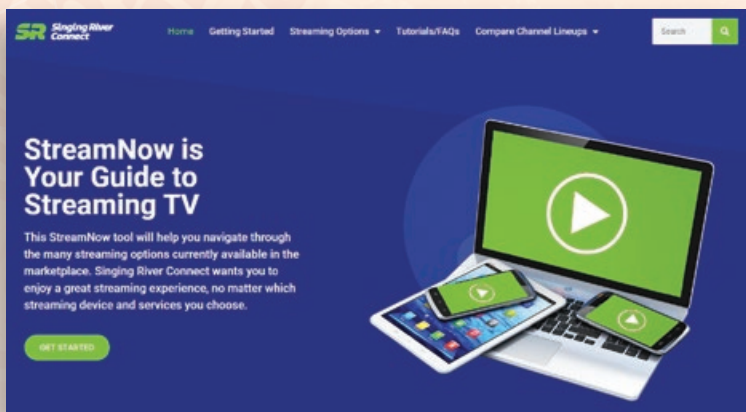 SR Singing River
Connect
Home Getting Started Streaming Options Tutorials/FAQs Compare Channel Lineups Search
StreamNow is
Your Guide to
Streaming TV
This StreamNow tool will help you navigate through
the many streaming options currently available in the
marketplace. Singing River Connect wants you to
enjoy a great streaming experience, no matter which
streaming device and services you choose.
GET STARTED